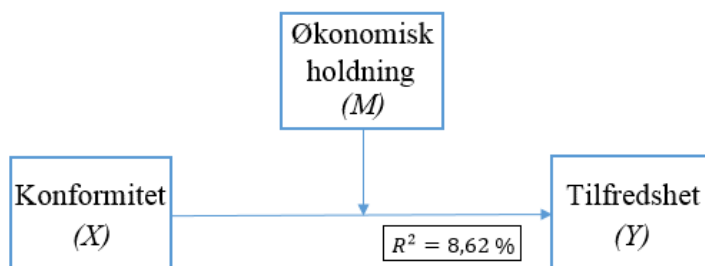 Økonomisk
holdning
(M)
Konformitet
(X)
Tilfredshet
(Y)
R² = 8,62 %